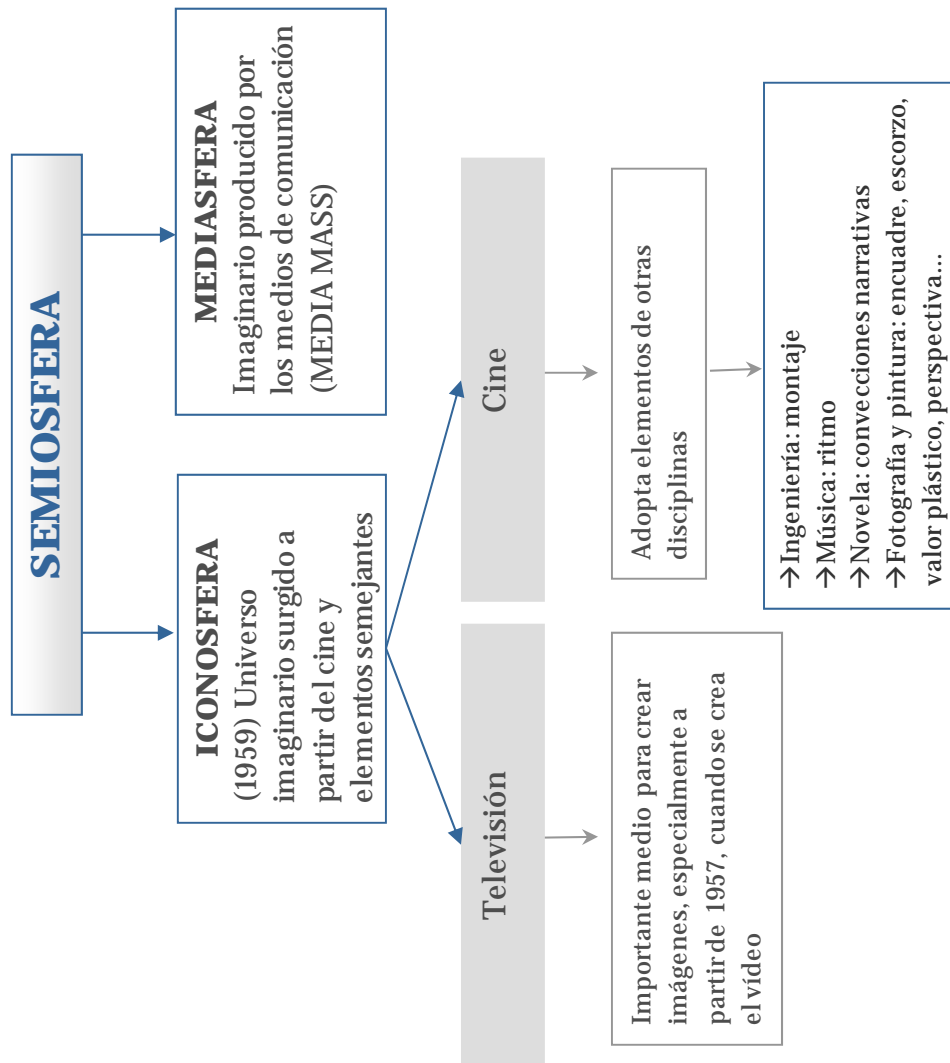 SEMIOSFERA
ICONOSFERA
(1959) Universo
imaginario surgido a
partir del cine y
elementos semejantes
MEDIASFERA
Imaginario producido por
los medios de comunicación
(MEDIA MASS)
Televisión
Cine
Importante medio para crear
imágenes, especialmente a
partir de 1957, cuando se crea
el vídeo
Adopta elementos de otras
disciplinas
→Ingeniería: montaje
→Música: ritmo
→Novela: convecciones narrativas
→Fotografía y pintura: encuadre, escorzo,
valor plástico, perspectiva…